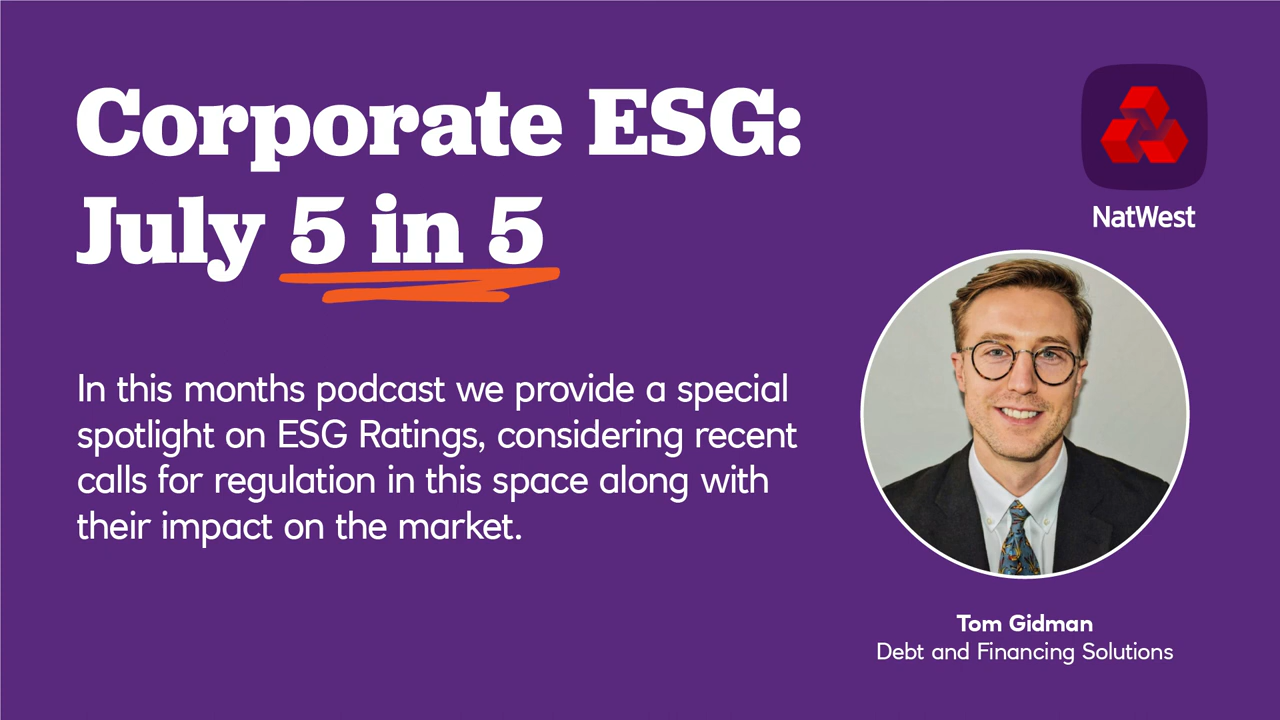 Corporate ESG:
July 5 in 5
NatWest
In this months podcast we provide a special
spotlight on ESG Ratings, considering recent
calls for regulation in this space along with
their impact on the market.
Tom Gidman
Debt and Financing Solutions